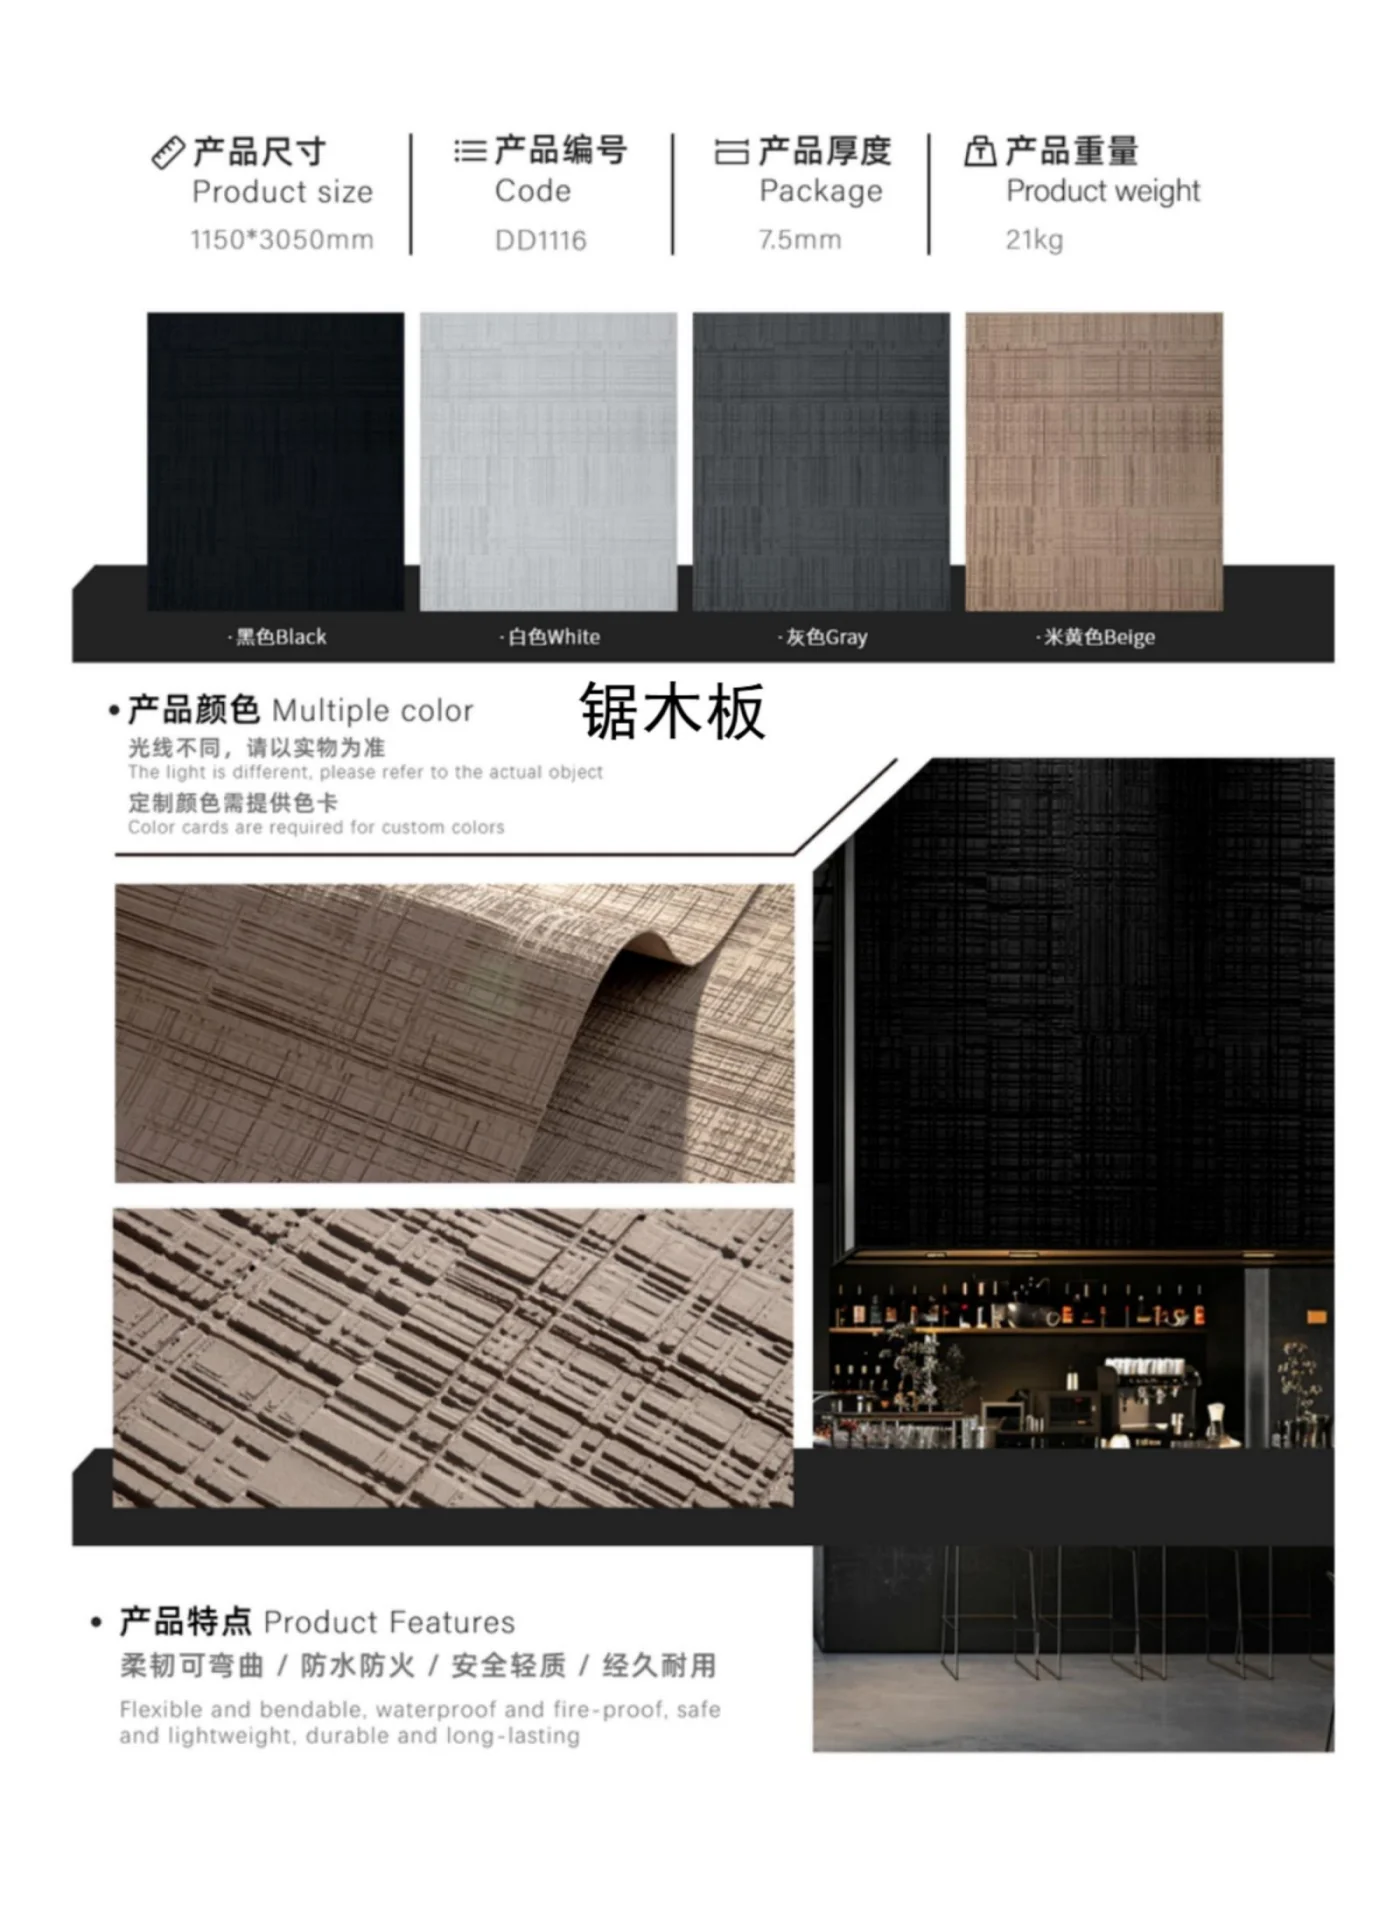 产品尺寸
Product size
1150*3050mm
产品编号
Code
DD1116
产品厚度
Package
7.5mm
产品重量
Product weight
21kg
·黑色Black
·白色White
·灰色Gray
·米黄色Beige
•产品颜色 Multiple color
锯木板
光线不同，请以实物为准
The light is different, please refer to the actual object
定制颜色需提供色卡
Color cards are required for custom colors
• 产品特点 Product Features
柔韧可弯曲 / 防水防火 / 安全轻质 / 经久耐用
Flexible and bendable, waterproof and fire-proof, safe
and lightweight, durable and long-lasting